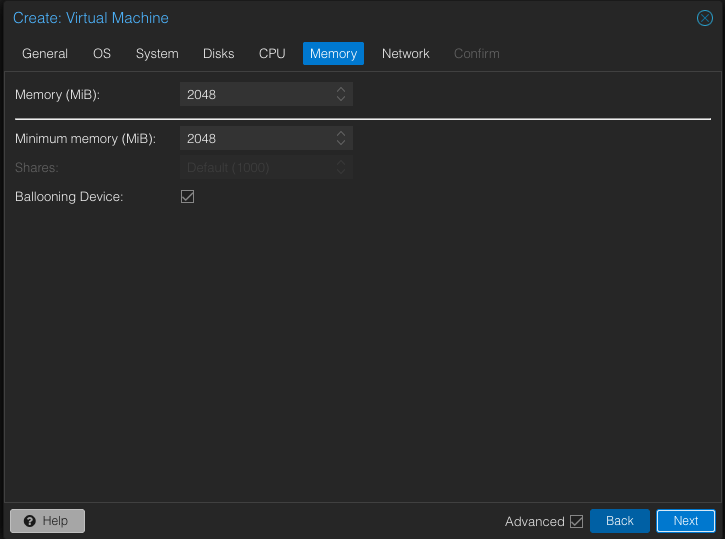 Create: Virtual Machine
General OS System Disks CPU Memory Network Confirm
Memory (MiB): 2048
Minimum memory (MiB): 2048
Shares: Default (1000)
Ballooning Device:
Help Advanced Back Next